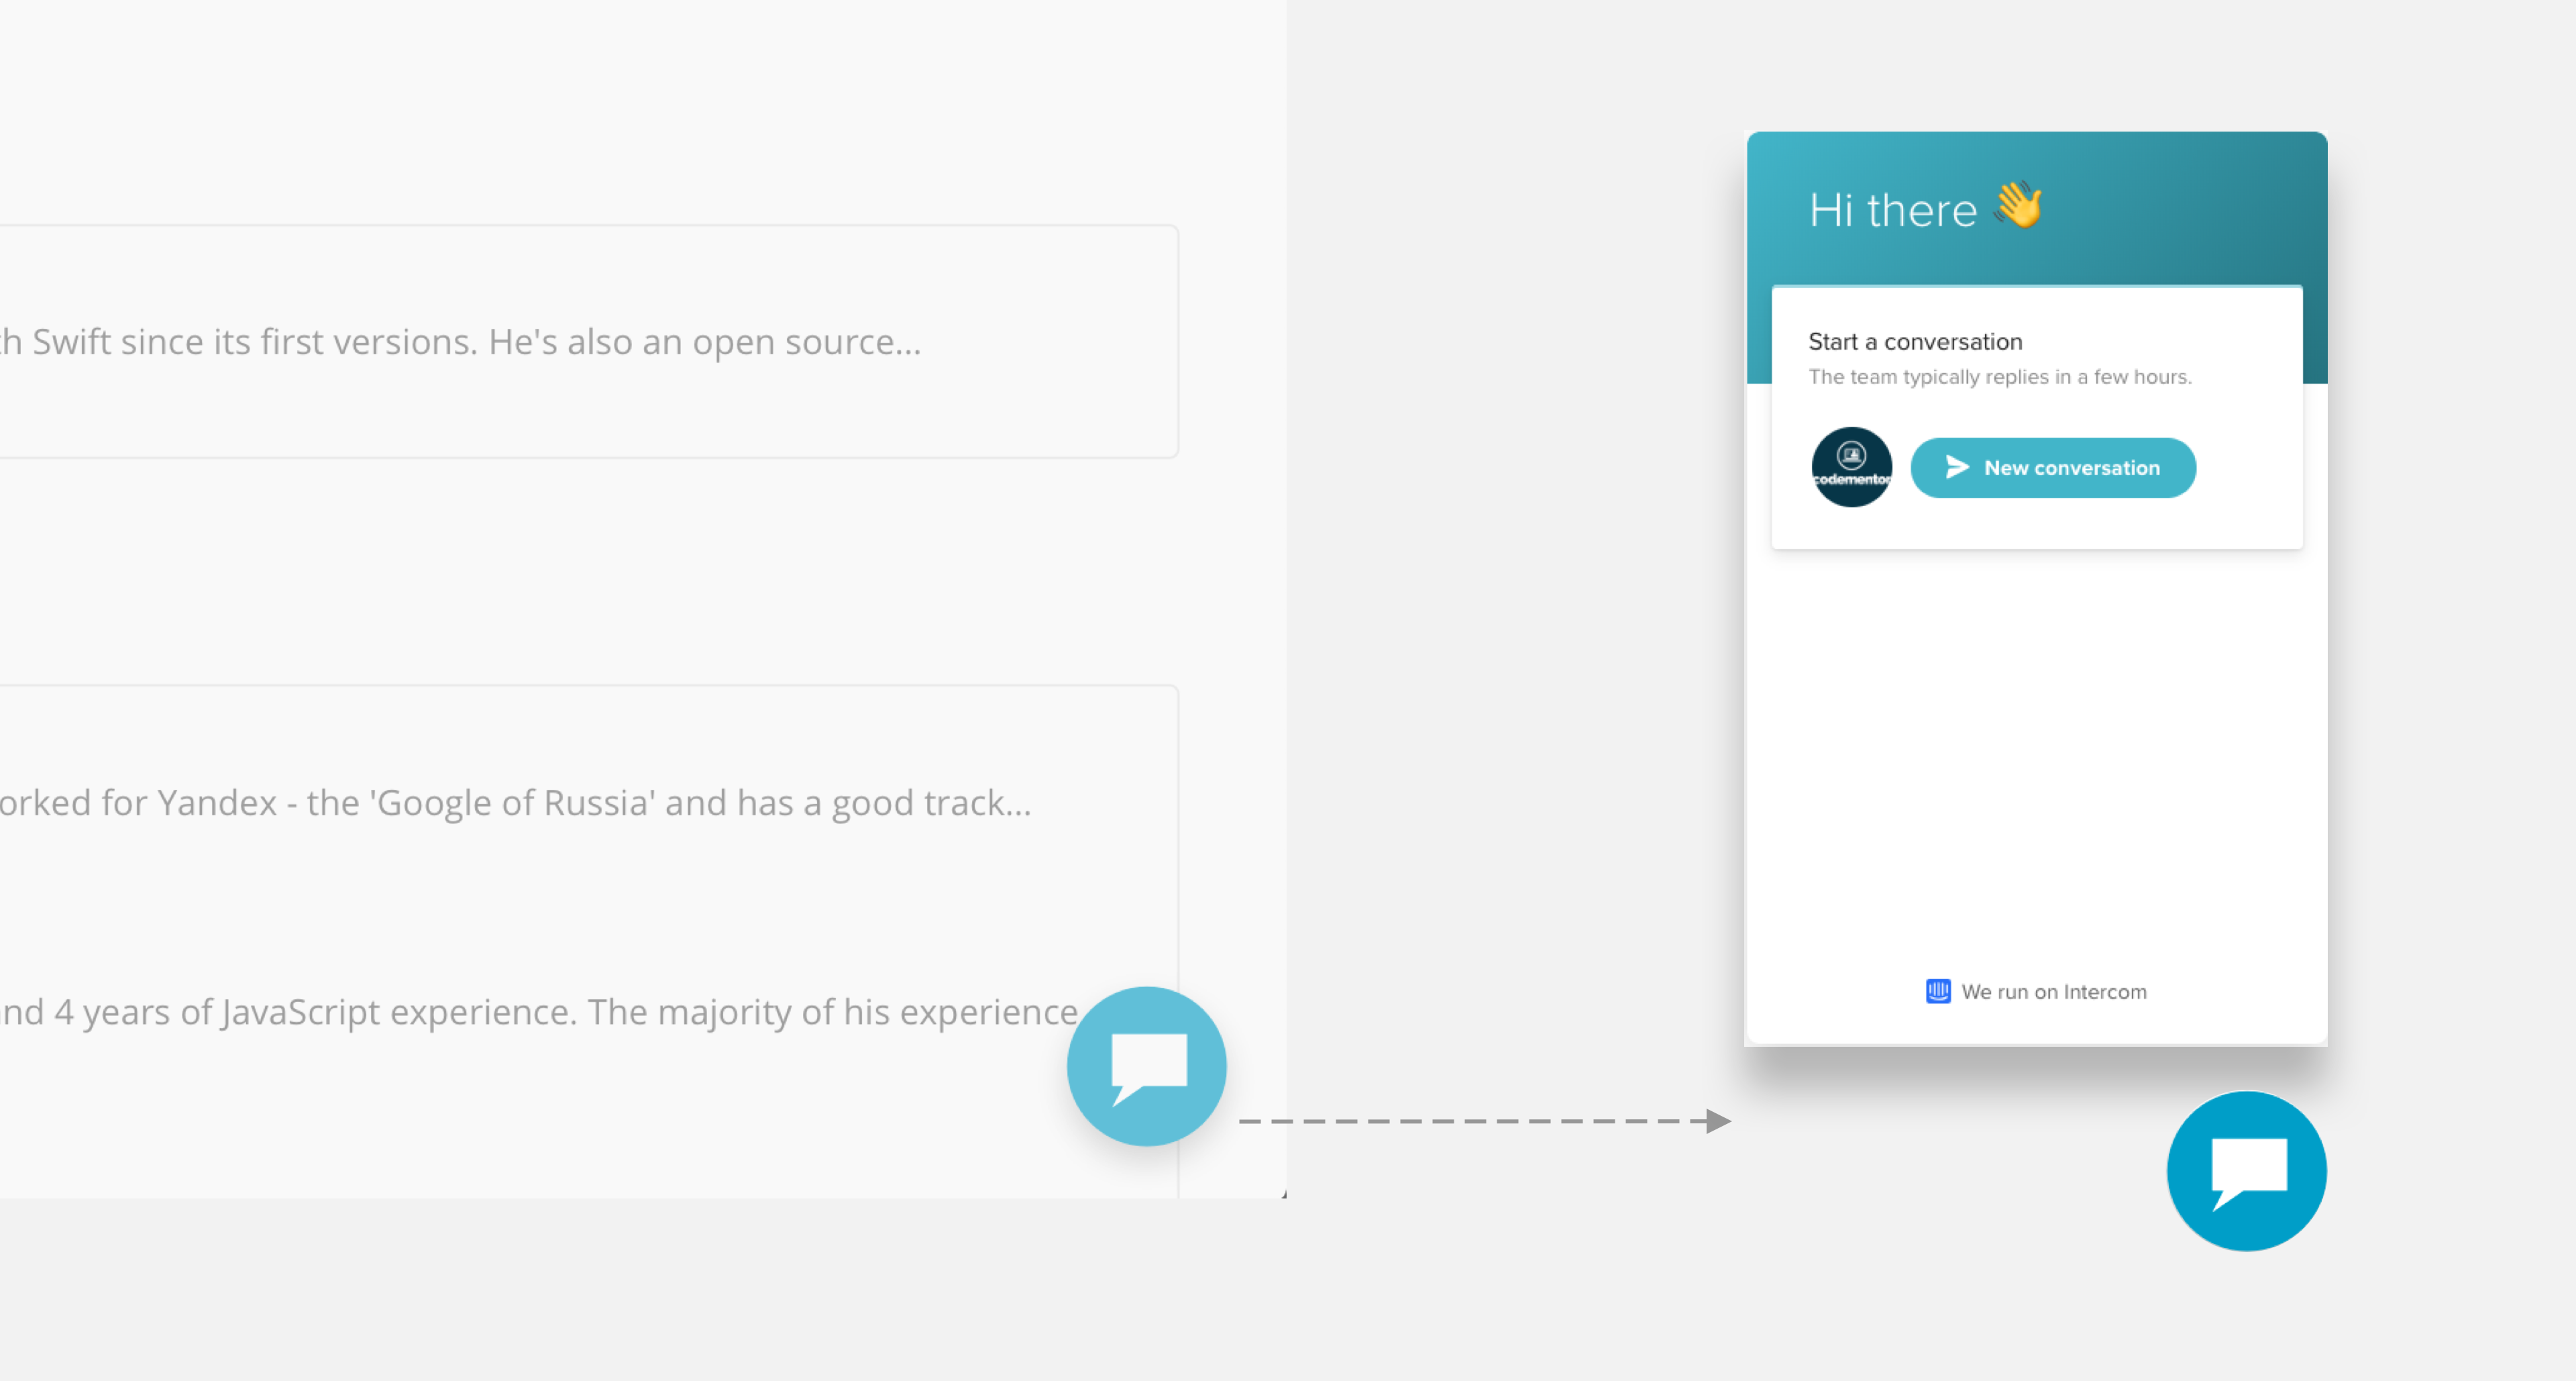 h Swift since its first versions. He's also an open source...
orked for Yandex - the 'Google of Russia' and has a good track...
nd 4 years of JavaScript experience. The majority of his experience
Hi there 👋
Start a conversation
The team typically replies in a few hours.
codementor
New conversation
We run on Intercom